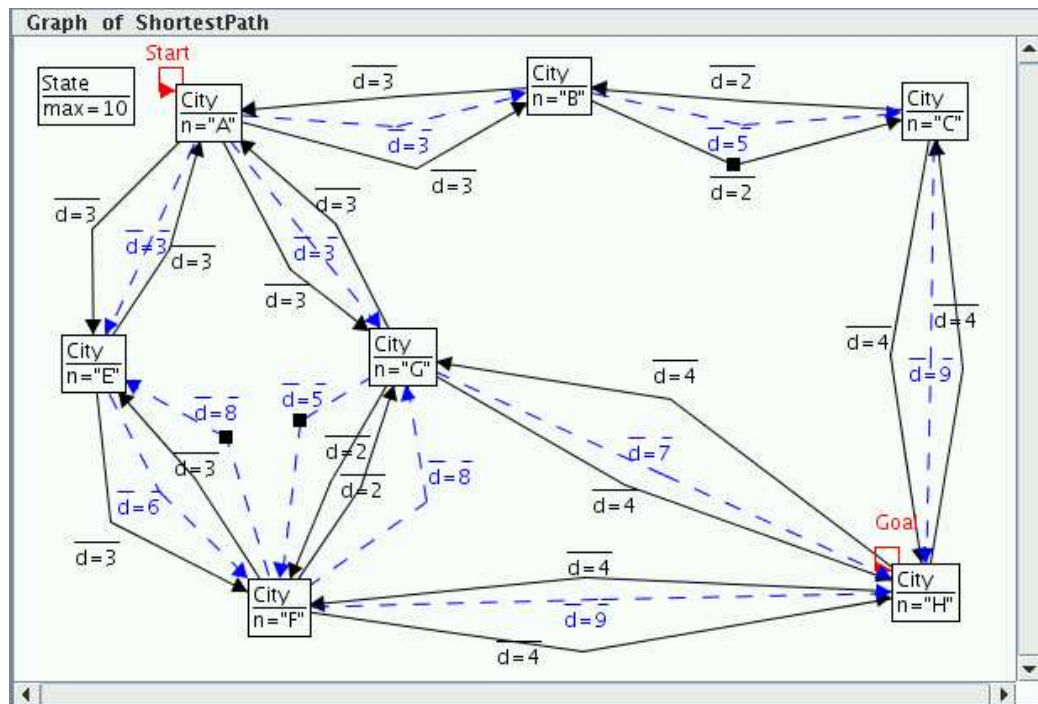 Graph of ShortestPath
Start
State
max=10
City
n="A"
d=3
City
n="B"
d=2
City
n="C"
d=3
d=5
d=3
d=2
d=3
d=3
d=3
d=3
d=3
d=3
City
n="E"
City
n="G"
d=4
d=4
d=4
d=9
d=8
d=5
d=3
d=2
d=2
d=8
d=7
d=6
d=4
d=3
Goal
City
n="F"
d=4
City
n="H"
d=9
d=4